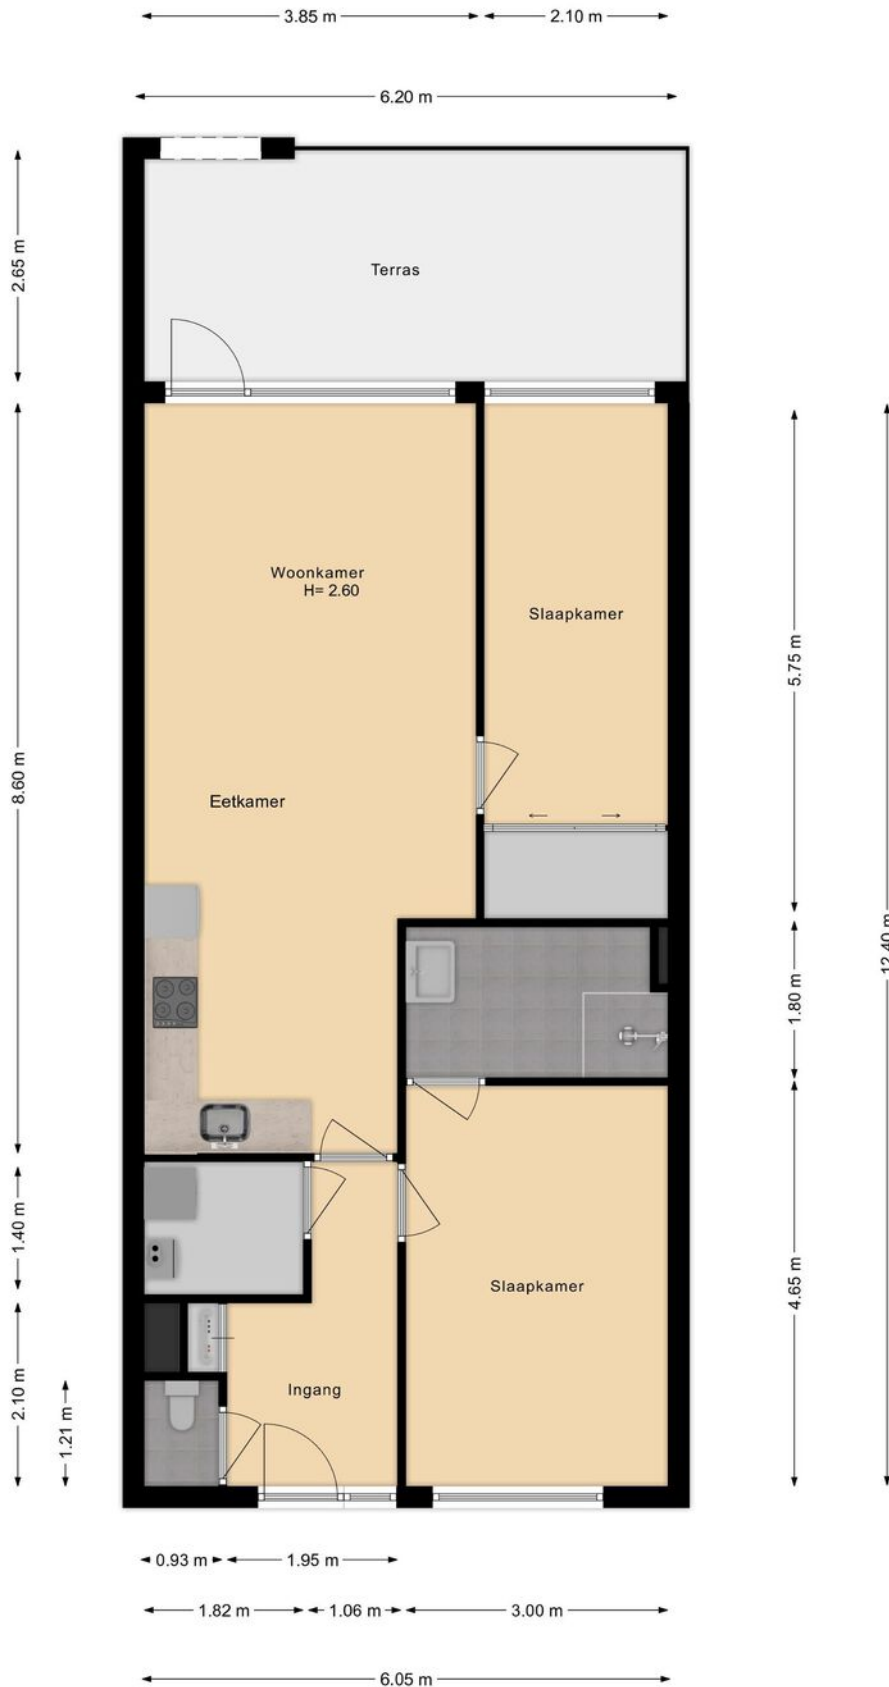 3.85 m
2.10 m
6.20 m
2.65 m
Terras
Woonkamer
H= 2.60
Slaapkamer
5.75 m
8.60 m
Eetkamer
12.40 m
1.80 m
1.40 m
4.65 m
Slaapkamer
2.10 m
Ingang
1.21 m
0.93 m
1.95 m
1.82 m
1.06 m
3.00 m
6.05 m